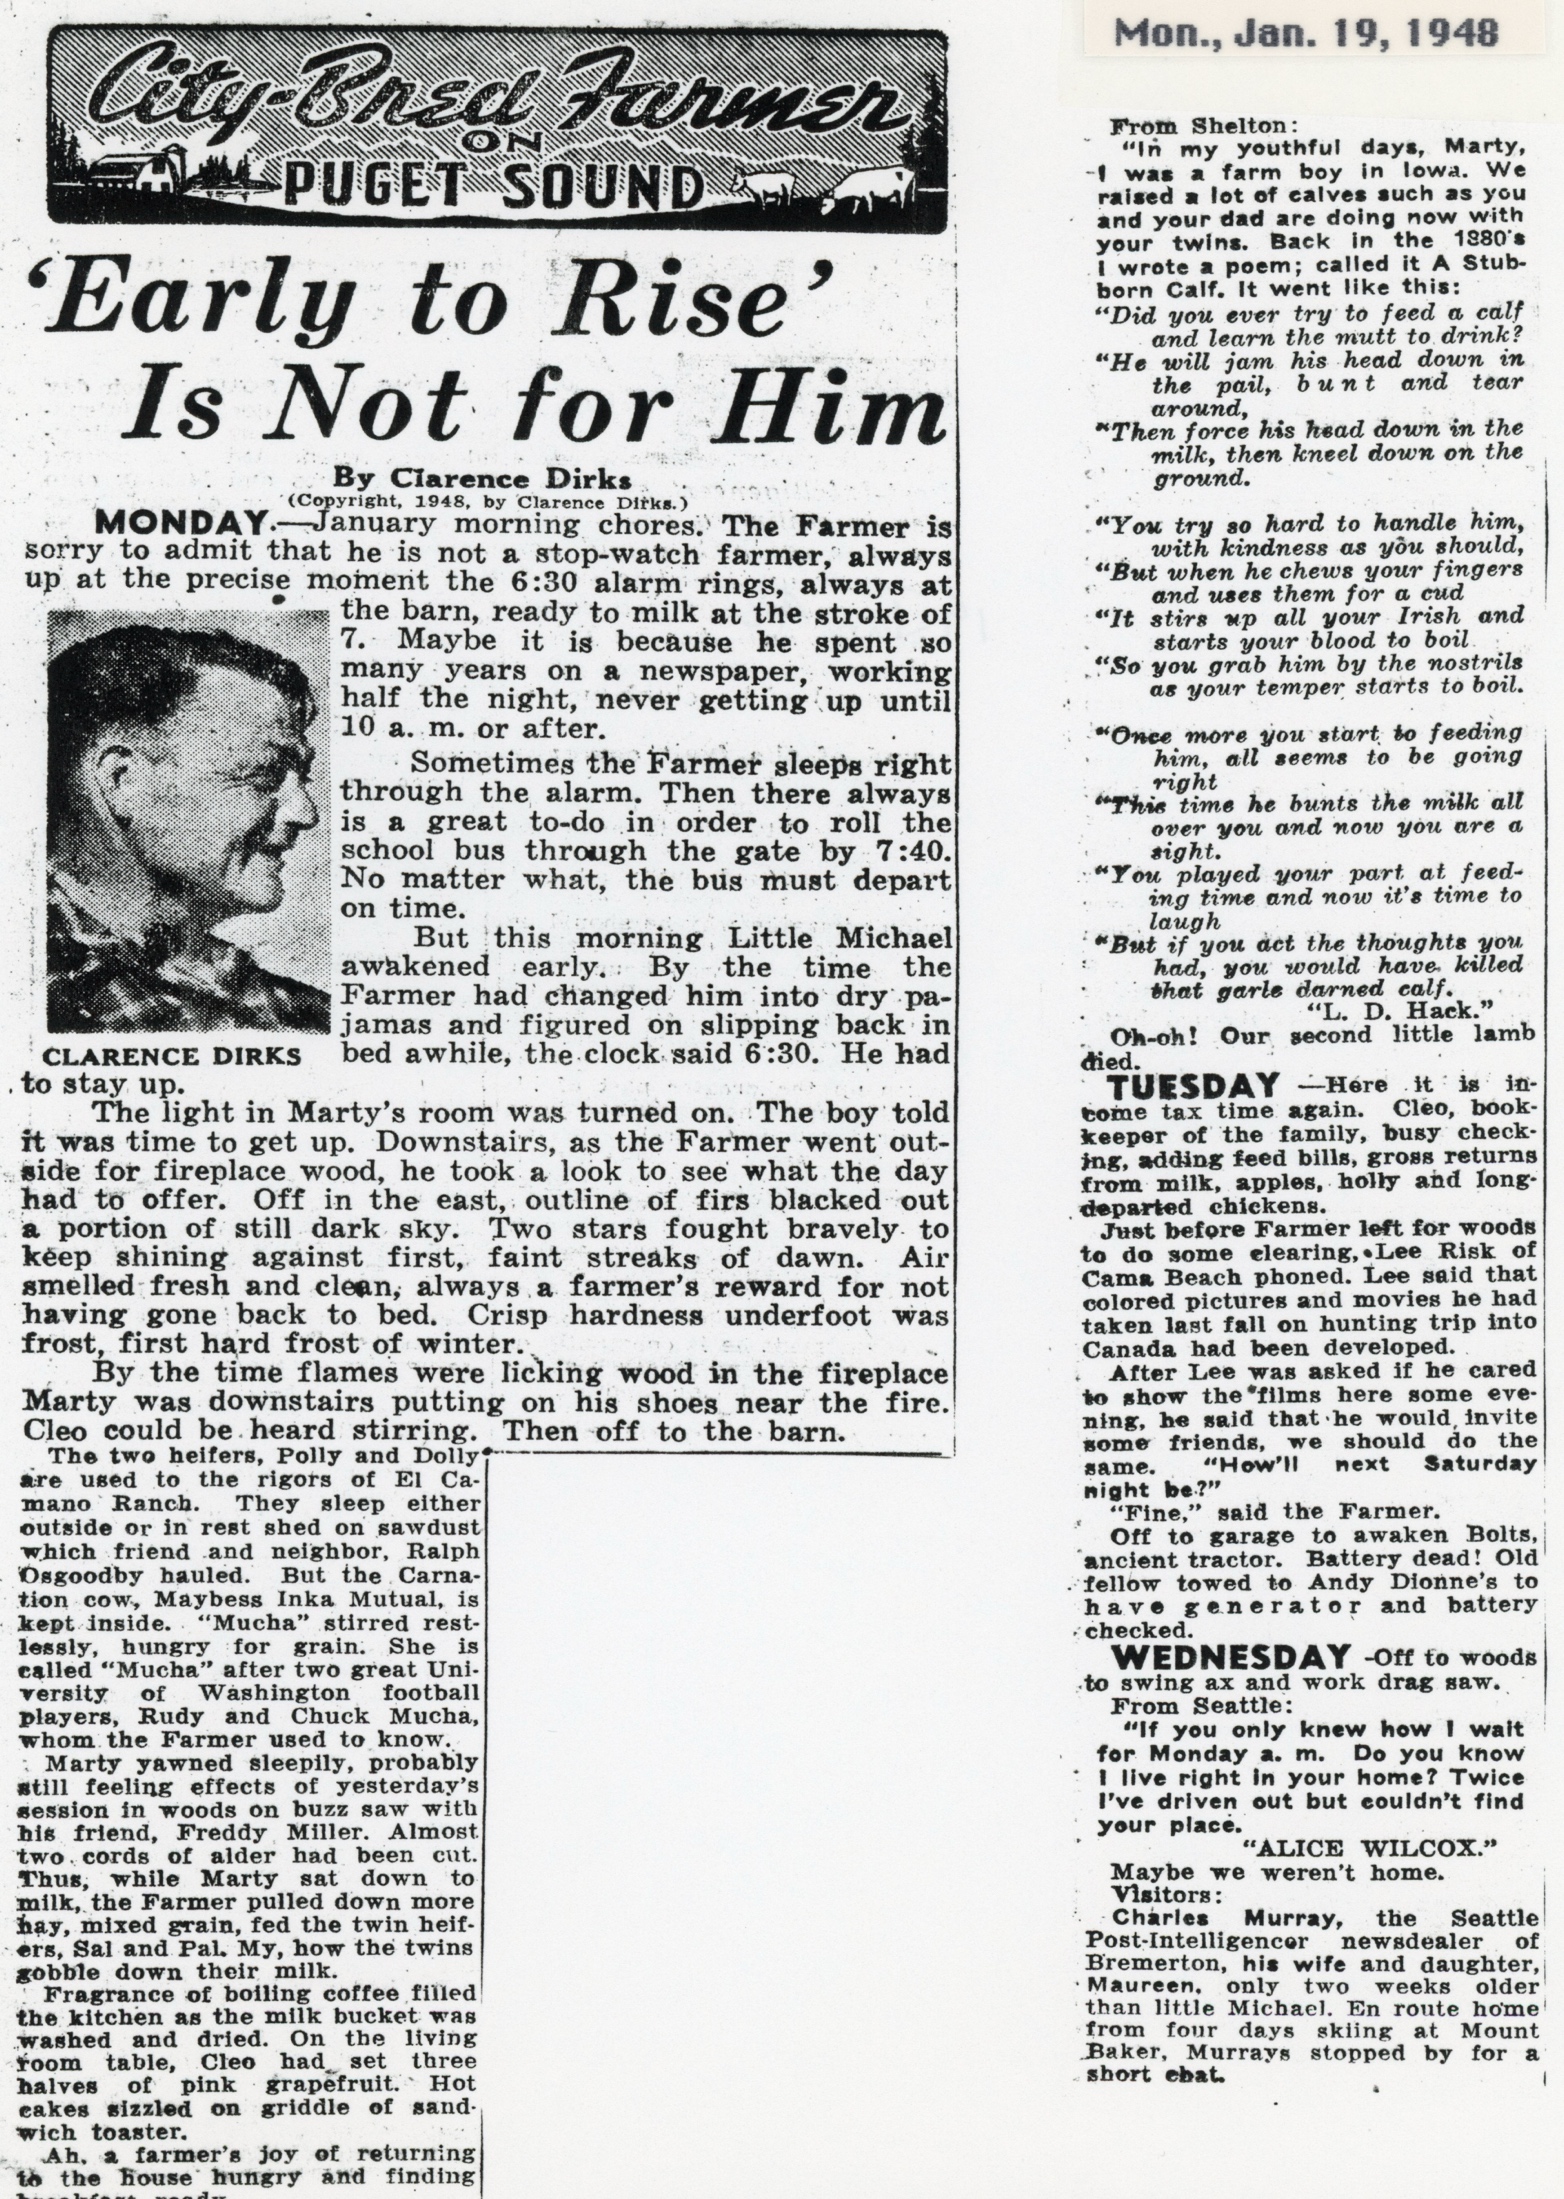 City-Bred Farmer
ON
PUGET SOUND
‘Early to Rise’
Is Not for Him
By Clarence Dirks
(Copyright, 1948, by Clarence Dirks.)
MONDAY.—January morning chores. The Farmer is
sorry to admit that he is not a stop-watch farmer, always
up at the precise moment the 6:30 alarm rings, always at
the barn, ready to milk at the stroke of
7. Maybe it is because he spent so
many years on a newspaper, working
half the night, never getting up until
10 a. m. or after.
Sometimes the Farmer sleeps right
through the alarm. Then there always
is a great to-do in order to roll the
school bus through the gate by 7:40.
No matter what, the bus must depart
on time.
But this morning Little Michael
awakened early. By the time the
Farmer had changed him into dry pa-
jamas and figured on slipping back in
CLARENCE DIRKS
bed awhile, the clock said 6:30. He had
to stay up.
The light in Marty's room was turned on. The boy told
it was time to get up. Downstairs, as the Farmer went out-
side for fireplace wood, he took a look to see what the day
had to offer. Off in the east, outline of firs blacked out
a portion of still dark sky. Two stars fought bravely to
keep shining against first, faint streaks of dawn. Air
smelled fresh and clean, always a farmer's reward for not
having gone back to bed. Crisp hardness underfoot was
frost, first hard frost of winter.
By the time flames were licking wood in the fireplace
Marty was downstairs putting on his shoes near the fire.
Cleo could be heard stirring. Then off to the barn.
The two heifers, Polly and Dolly
are used to the rigors of El Ca-
mano Ranch. They sleep either
outside or in rest shed on sawdust
which friend and neighbor, Ralph
Osgoodby hauled. But the Carna-
tion cow, Maybess Inka Mutual, is
kept inside. "Mucha" stirred rest-
lessly, hungry for grain. She is
called "Mucha" after two great Uni-
versity of Washington football
players, Rudy and Chuck Mucha,
whom the Farmer used to know.
Marty yawned sleepily, probably
still feeling effects of yesterday's
session in woods on buzz saw with
his friend, Freddy Miller. Almost
two cords of alder had been cut.
Thus, while Marty sat down to
milk, the Farmer pulled down more
hay, mixed grain, fed the twin heif-
ers, Sal and Pal. My, how the twins
gobble down their milk.
Fragrance of boiling coffee filled
the kitchen as the milk bucket was
washed and dried. On the living
room table, Cleo had set three
halves of pink grapefruit. Hot
cakes sizzled on griddle of sand-
wich toaster.
Ah, a farmer's joy of returning
to the house hungry and finding
breakfast ready.
Mon., Jan. 19, 1948
From Shelton:
"In my youthful days, Marty,
I was a farm boy in Iowa. We
raised a lot of calves such as you
and your dad are doing now with
your twins. Back in the 1880's
I wrote a poem; called it A Stub-
born Calf. It went like this:
"Did you ever try to feed a calf
and learn the mutt to drink?
"He will jam his head down in
the pail, bunt and tear
around,
"Then force his head down in the
milk, then kneel down on the
ground.
"You try so hard to handle him,
with kindness as you should,
"But when he chews your fingers
and uses them for a cud
"It stirs up all your Irish and
starts your blood to boil
"So you grab him by the nostrils
as your temper starts to boil.
"Once more you start to feeding
him, all seems to be going
right
"This time he bunts the milk all
over you and now you are a
sight.
"You played your part at feed-
ing time and now it's time to
laugh
"But if you act the thoughts you
had, you would have killed
that garle darned calf.
"L. D. Hack."
Oh-oh! Our second little lamb
died.
TUESDAY —Here it is in-
come tax time again. Cleo, book-
keeper of the family, busy check-
ing, adding feed bills, gross returns
from milk, apples, holly and long-
departed chickens.
Just before Farmer left for woods
to do some clearing, Lee Risk of
Cama Beach phoned. Lee said that
colored pictures and movies he had
taken last fall on hunting trip into
Canada had been developed.
After Lee was asked if he cared
to show the films here some eve-
ning, he said that he would invite
some friends, we should do the
same. "How'll next Saturday
night be?"
"Fine," said the Farmer.
Off to garage to awaken Bolts,
ancient tractor. Battery dead! Old
fellow towed to Andy Dionne's to
have generator and battery
checked.
WEDNESDAY -Off to woods
to swing ax and work drag saw.
From Seattle:
"If you only knew how I wait
for Monday a. m. Do you know
I live right in your home? Twice
I've driven out but couldn't find
your place.
"ALICE WILCOX."
Maybe we weren't home.
Visitors:
Charles Murray, the Seattle
Post-Intelligencer newsdealer of
Bremerton, his wife and daughter,
Maureen, only two weeks older
than little Michael. En route home
from four days skiing at Mount
Baker, Murrays stopped by for a
short chat.